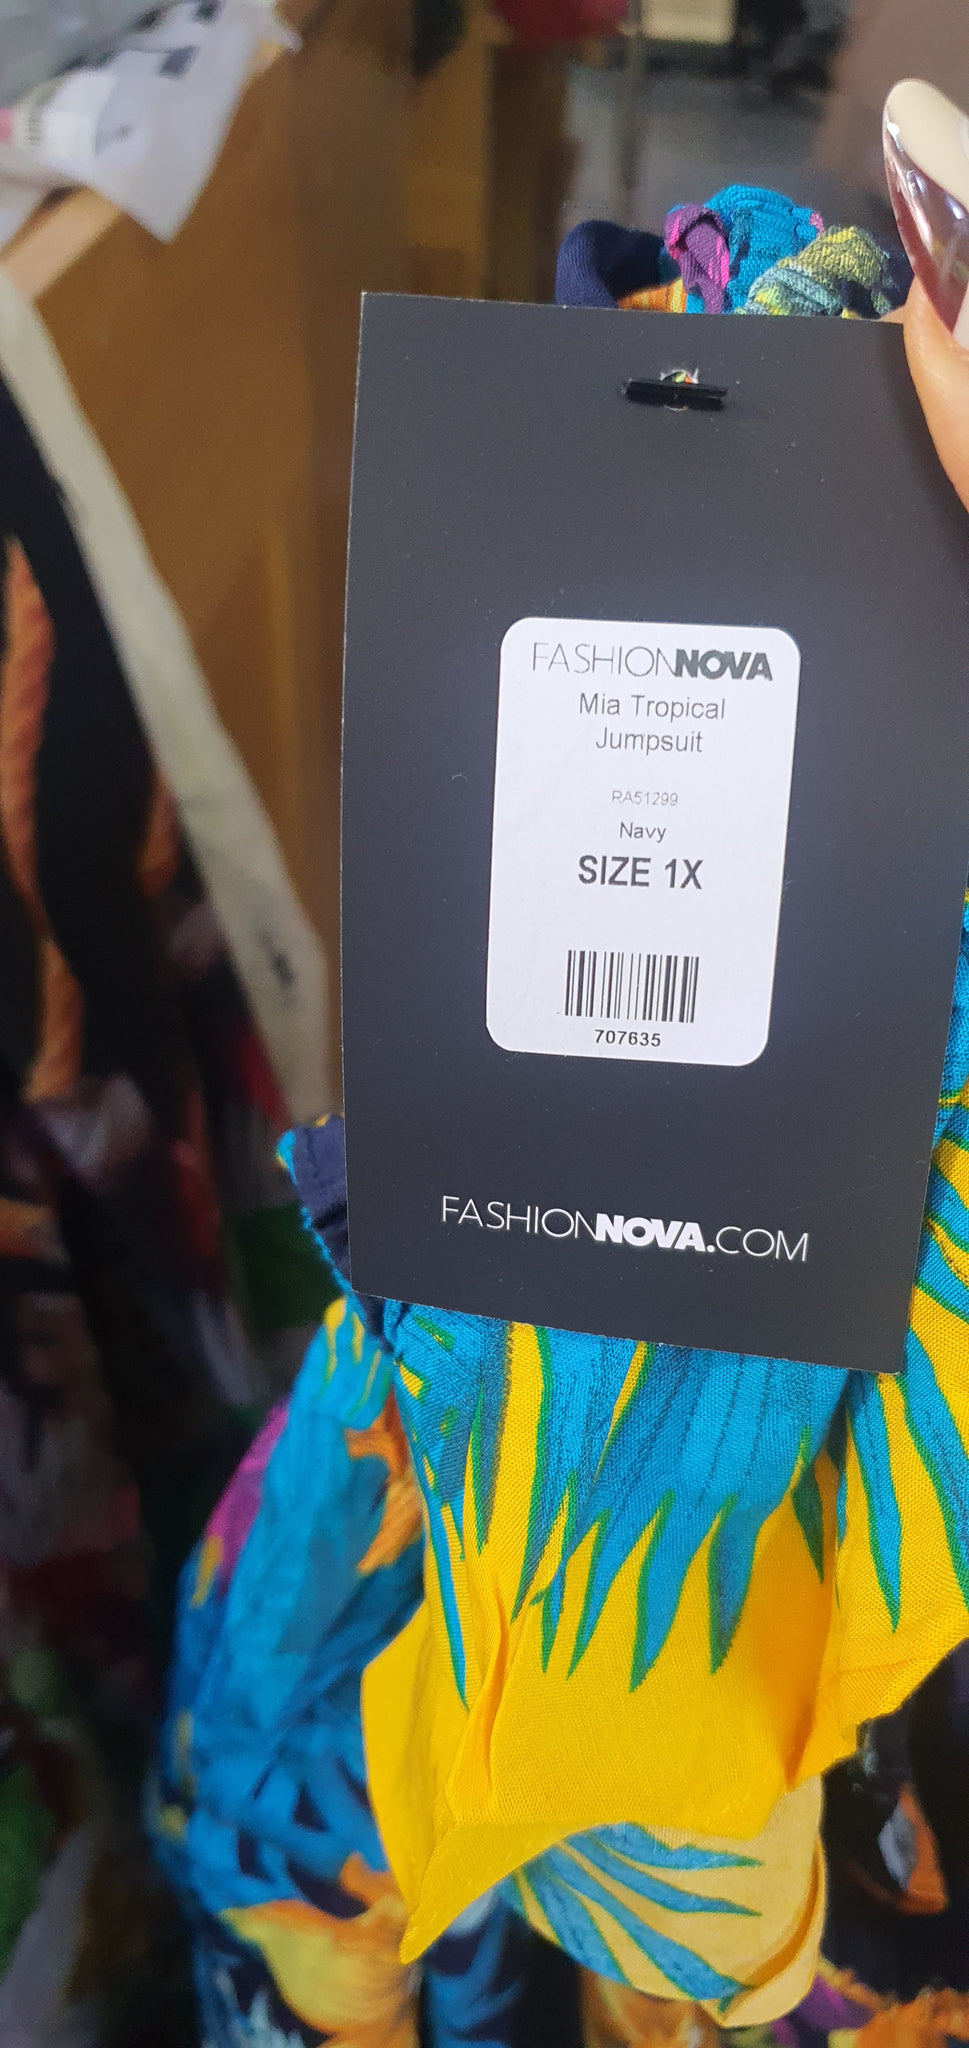 FASHIONNOVA
Mia Tropical
Jumpsuit
RA51299
Navy
SIZE 1X
707635
FASHIONNOVA.COM